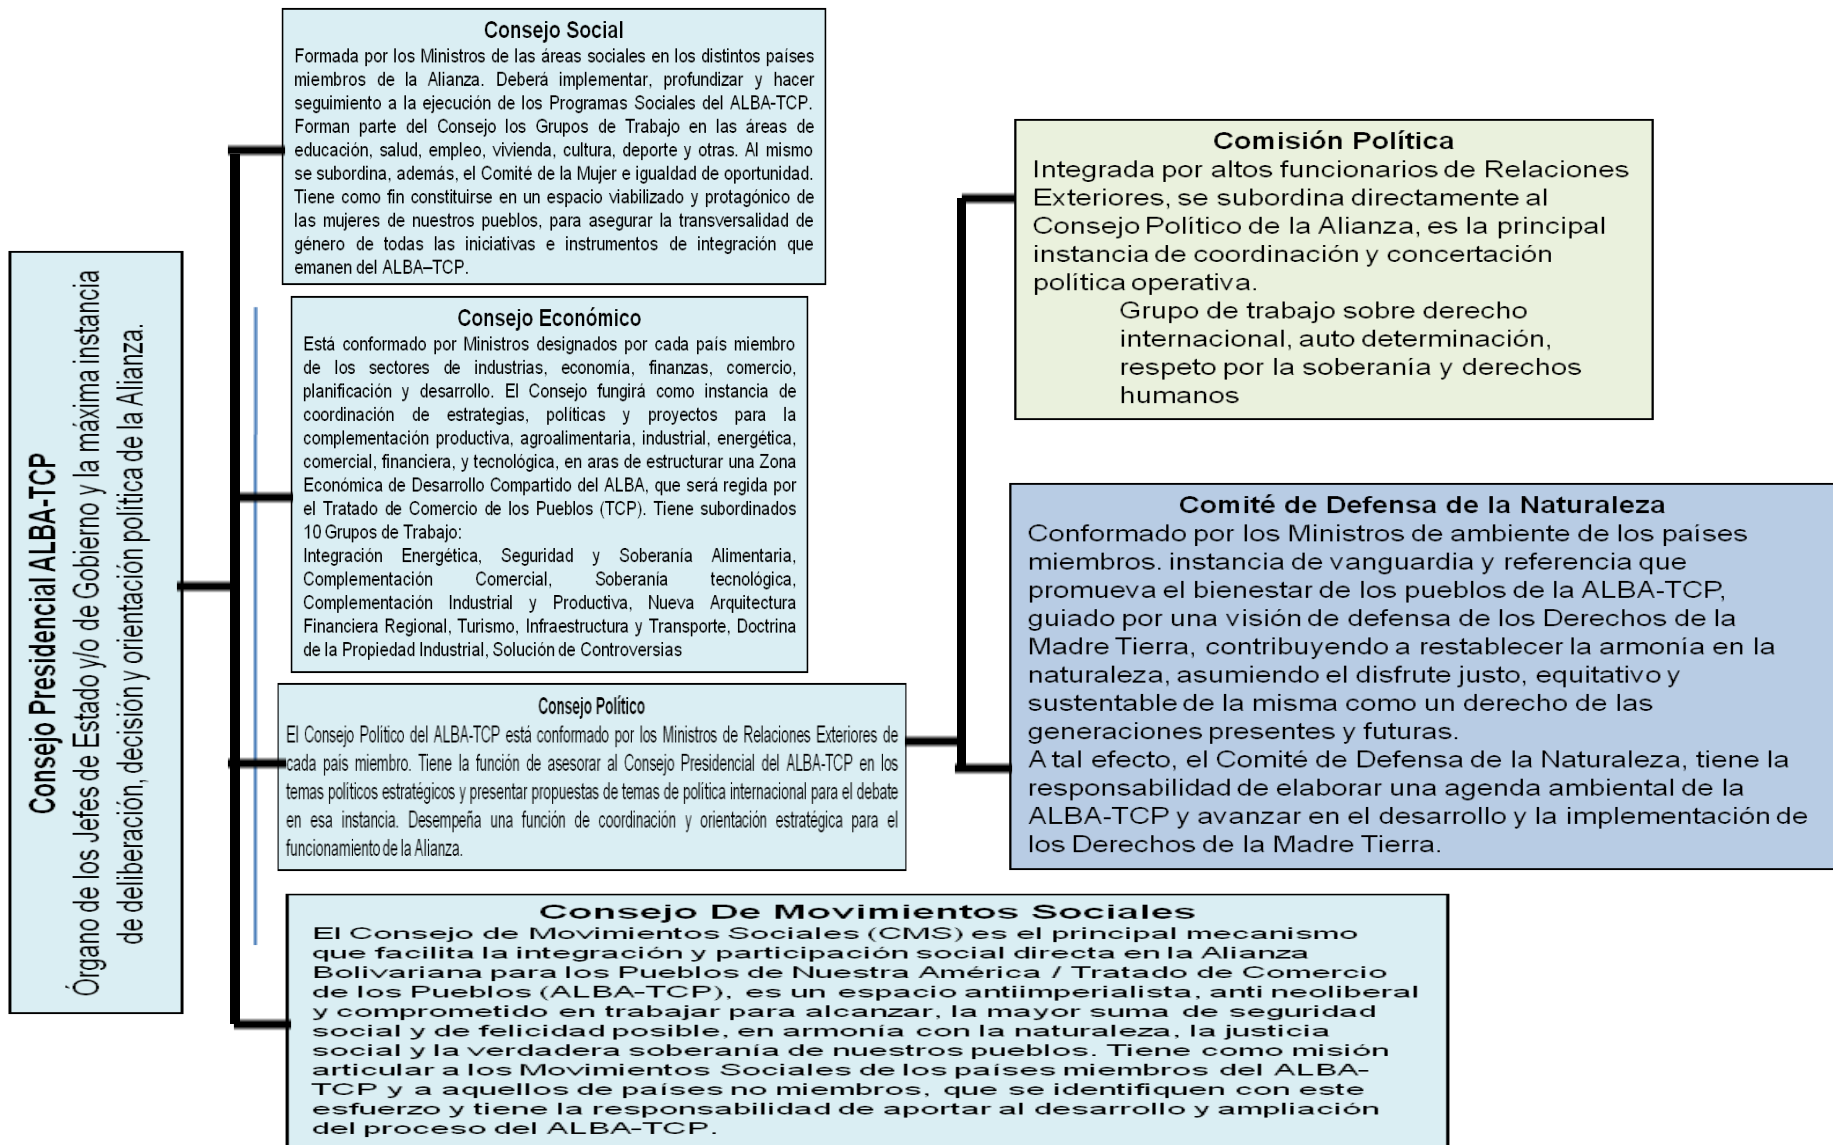 Consejo Presidencial ALBA-TCP
Órgano de los Jefes de Estado y/o de Gobierno y la máxima instancia
de deliberación, decisión y orientación política de la Alianza.
Consejo Social
Formada por los Ministros de las áreas sociales en los distintos países
miembros de la Alianza. Deberá implementar, profundizar y hacer
seguimiento a la ejecución de los Programas Sociales del ALBA-TCP.
Forman parte del Consejo los Grupos de Trabajo en las áreas de
educación, salud, empleo, vivienda, cultura, deporte y otras. Al mismo
se subordina, además, el Comité de la Mujer e igualdad de oportunidad.
Tiene como fin constituirse en un espacio viabilizado y protagónico de
las mujeres de nuestros pueblos, para asegurar la transversalidad de
género de todas las iniciativas e instrumentos de integración que
emanen del ALBA–TCP.
Consejo Económico
Está conformado por Ministros designados por cada país miembro
de los sectores de industrias, economía, finanzas, comercio,
planificación y desarrollo. El Consejo fungirá como instancia de
coordinación de estrategias, políticas y proyectos para la
complementación productiva, agroalimentaria, industrial, energética,
comercial, financiera, y tecnológica, en aras de estructurar una Zona
Económica de Desarrollo Compartido del ALBA, que será regida por
el Tratado de Comercio de los Pueblos (TCP). Tiene subordinados
10 Grupos de Trabajo:
Integración Energética, Seguridad y Soberanía Alimentaria,
Complementación Comercial, Soberanía tecnológica,
Complementación Industrial y Productiva, Nueva Arquitectura
Financiera Regional, Turismo, Infraestructura y Transporte, Doctrina
de la Propiedad Industrial, Solución de Controversias
Consejo Político
El Consejo Político del ALBA-TCP está conformado por los Ministros de Relaciones Exteriores de
cada país miembro. Tiene la función de asesorar al Consejo Presidencial del ALBA-TCP en los
temas políticos estratégicos y presentar propuestas de temas de política internacional para el debate
en esa instancia. Desempeña una función de coordinación y orientación estratégica para el
funcionamiento de la Alianza.
Consejo De Movimientos Sociales
El Consejo de Movimientos Sociales (CMS) es el principal mecanismo
que facilita la integración y participación social directa en la Alianza
Bolivariana para los Pueblos de Nuestra América / Tratado de Comercio
de los Pueblos (ALBA-TCP), es un espacio antiimperialista, anti neoliberal
y comprometido en trabajar para alcanzar, la mayor suma de seguridad
social y de felicidad posible, en armonía con la naturaleza, la justicia
social y la verdadera soberanía de nuestros pueblos. Tiene como misión
articular a los Movimientos Sociales de los países miembros del ALBA-
TCP y a aquellos de países no miembros, que se identifiquen con este
esfuerzo y tiene la responsabilidad de aportar al desarrollo y ampliación
del proceso del ALBA-TCP.
Comisión Política
Integrada por altos funcionarios de Relaciones
Exteriores, se subordina directamente al
Consejo Político de la Alianza, es la principal
instancia de coordinación y concertación
política operativa.
Grupo de trabajo sobre derecho
internacional, auto determinación,
respeto por la soberanía y derechos
humanos
Comité de Defensa de la Naturaleza
Conformado por los Ministros de ambiente de los países
miembros. instancia de vanguardia y referencia que
promueva el bienestar de los pueblos de la ALBA-TCP,
guiado por una visión de defensa de los Derechos de la
Madre Tierra, contribuyendo a restablecer la armonía en la
naturaleza, asumiendo el disfrute justo, equitativo y
sustentable de la misma como un derecho de las
generaciones presentes y futuras.
A tal efecto, el Comité de Defensa de la Naturaleza, tiene la
responsabilidad de elaborar una agenda ambiental de la
ALBA-TCP y avanzar en el desarrollo y la implementación de
los Derechos de la Madre Tierra.